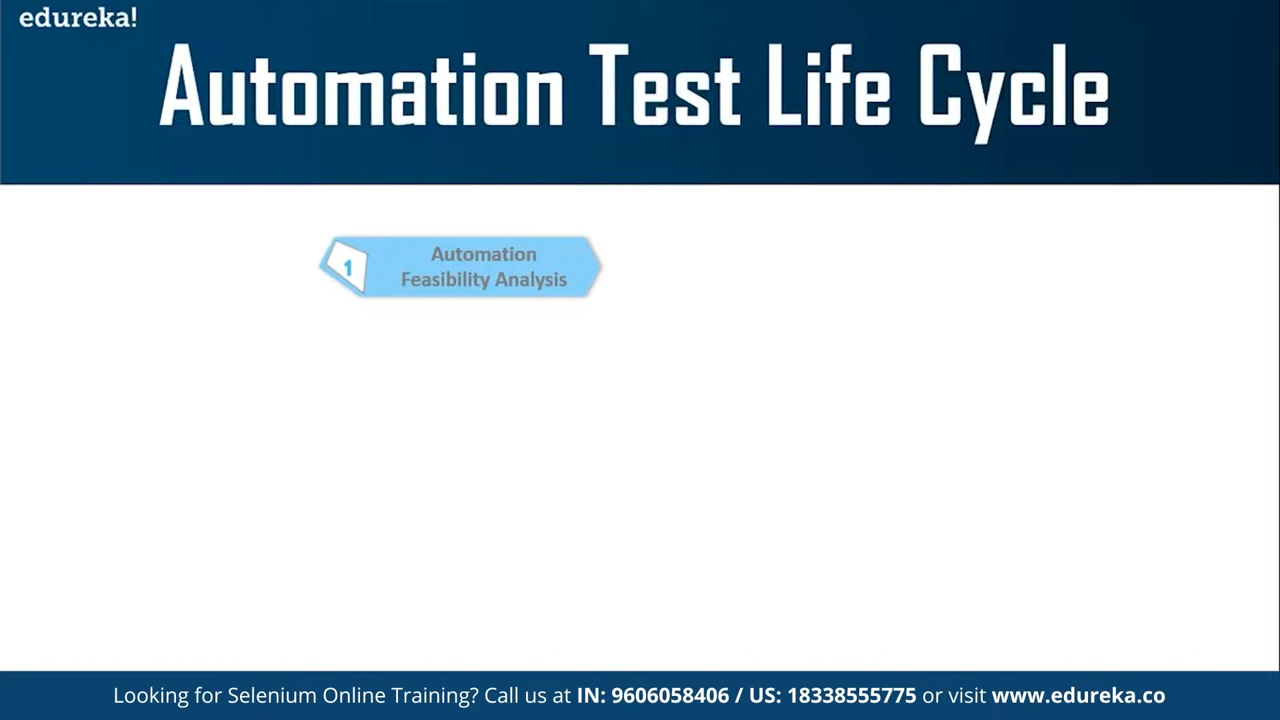 edureka!
Automation Test Life Cycle
1
Automation
Feasibility Analysis
Looking for Selenium Online Training? Call us at IN: 9606058406 / US: 18338555775 or visit www.edureka.co